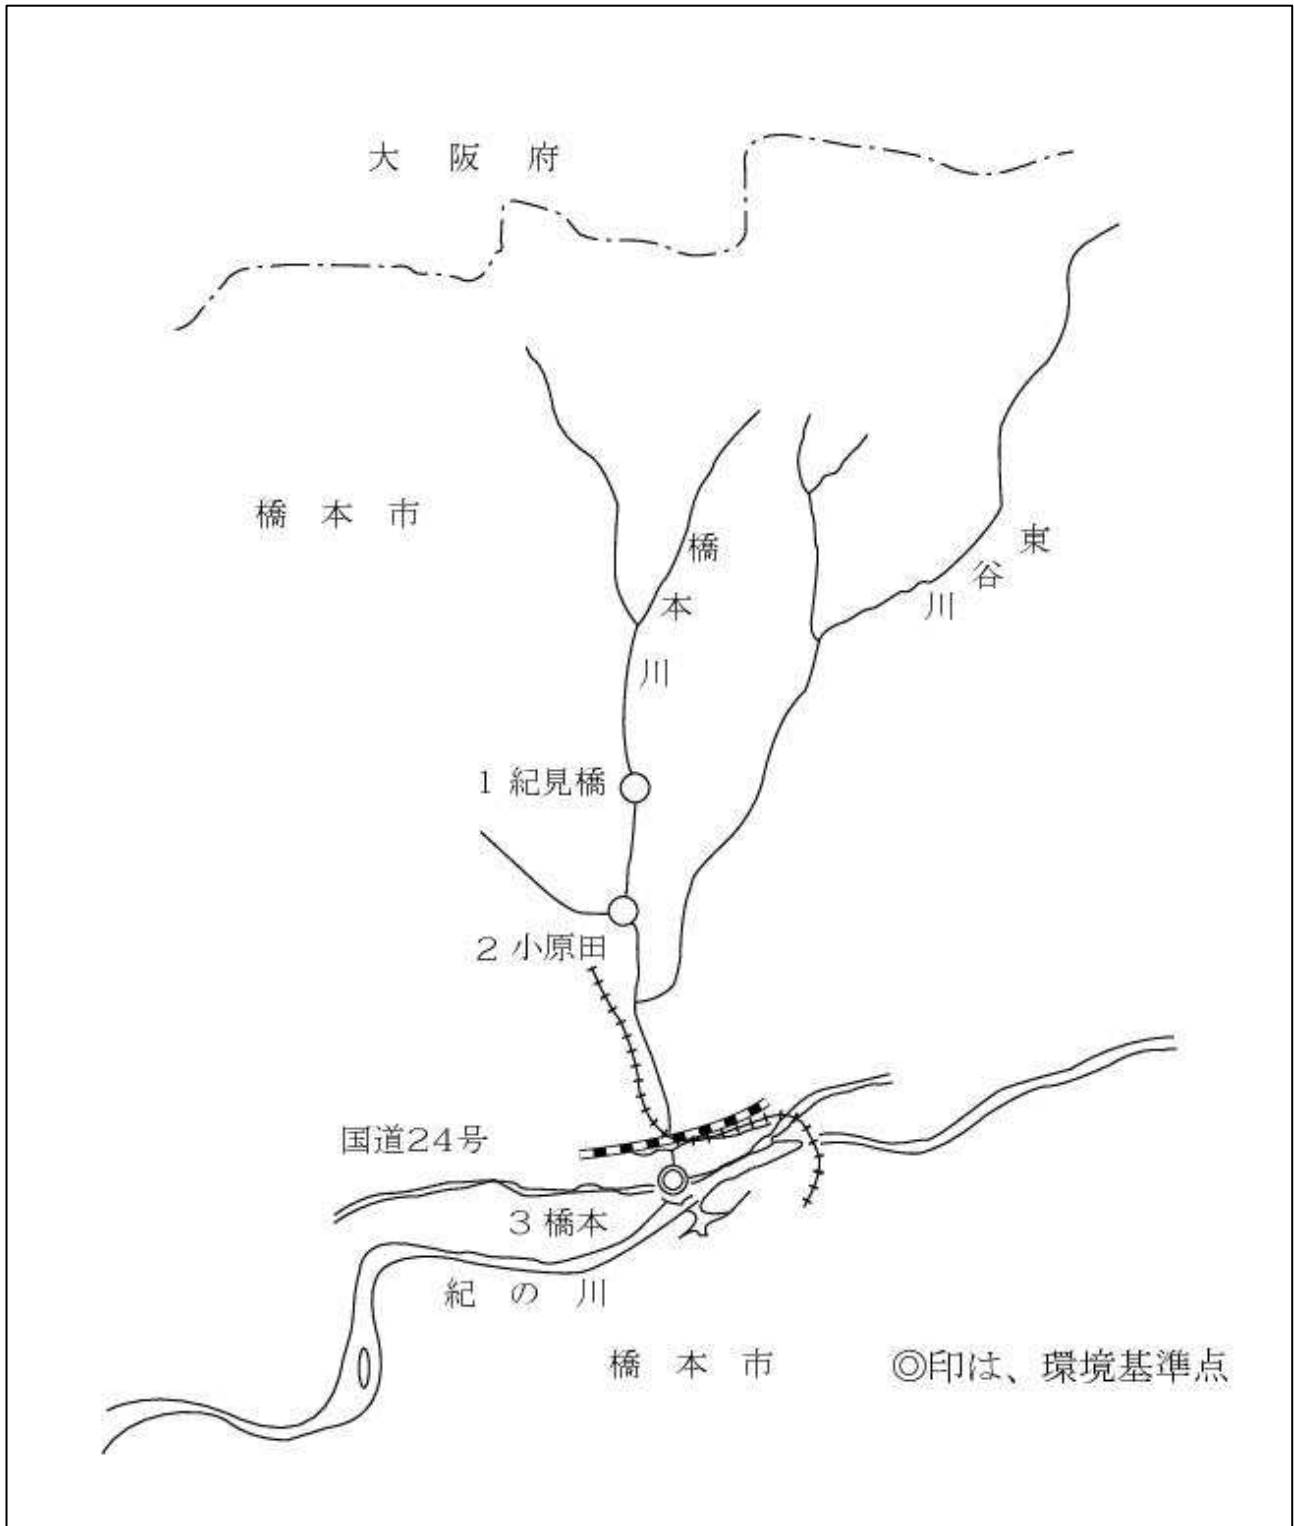 大阪府
橋本市
橋本川
東谷川
1 紀見橋
2 小原田
国道24号
3 橋本
紀の川
橋本市
◎印は、環境基準点